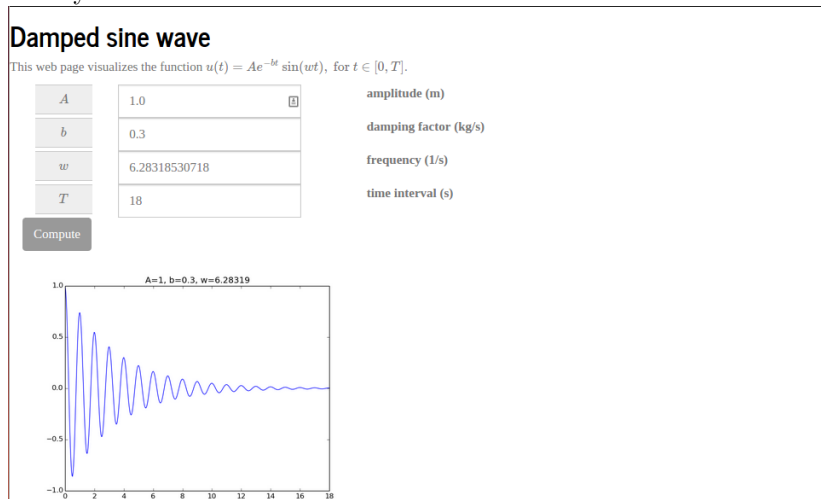 Damped sine wave
This web page visualizes the function u(t) = Ae^{-bt} sin(wt), for t ∈ [0, T].
A 1.0 amplitude (m)
b 0.3 damping factor (kg/s)
w 6.28318530718 frequency (1/s)
T 18 time interval (s)
Compute
A=1, b=0.3, w=6.28319
1.0
0.5
0.0
−0.5
−1.0
0 2 4 6 8 10 12 14 16 18